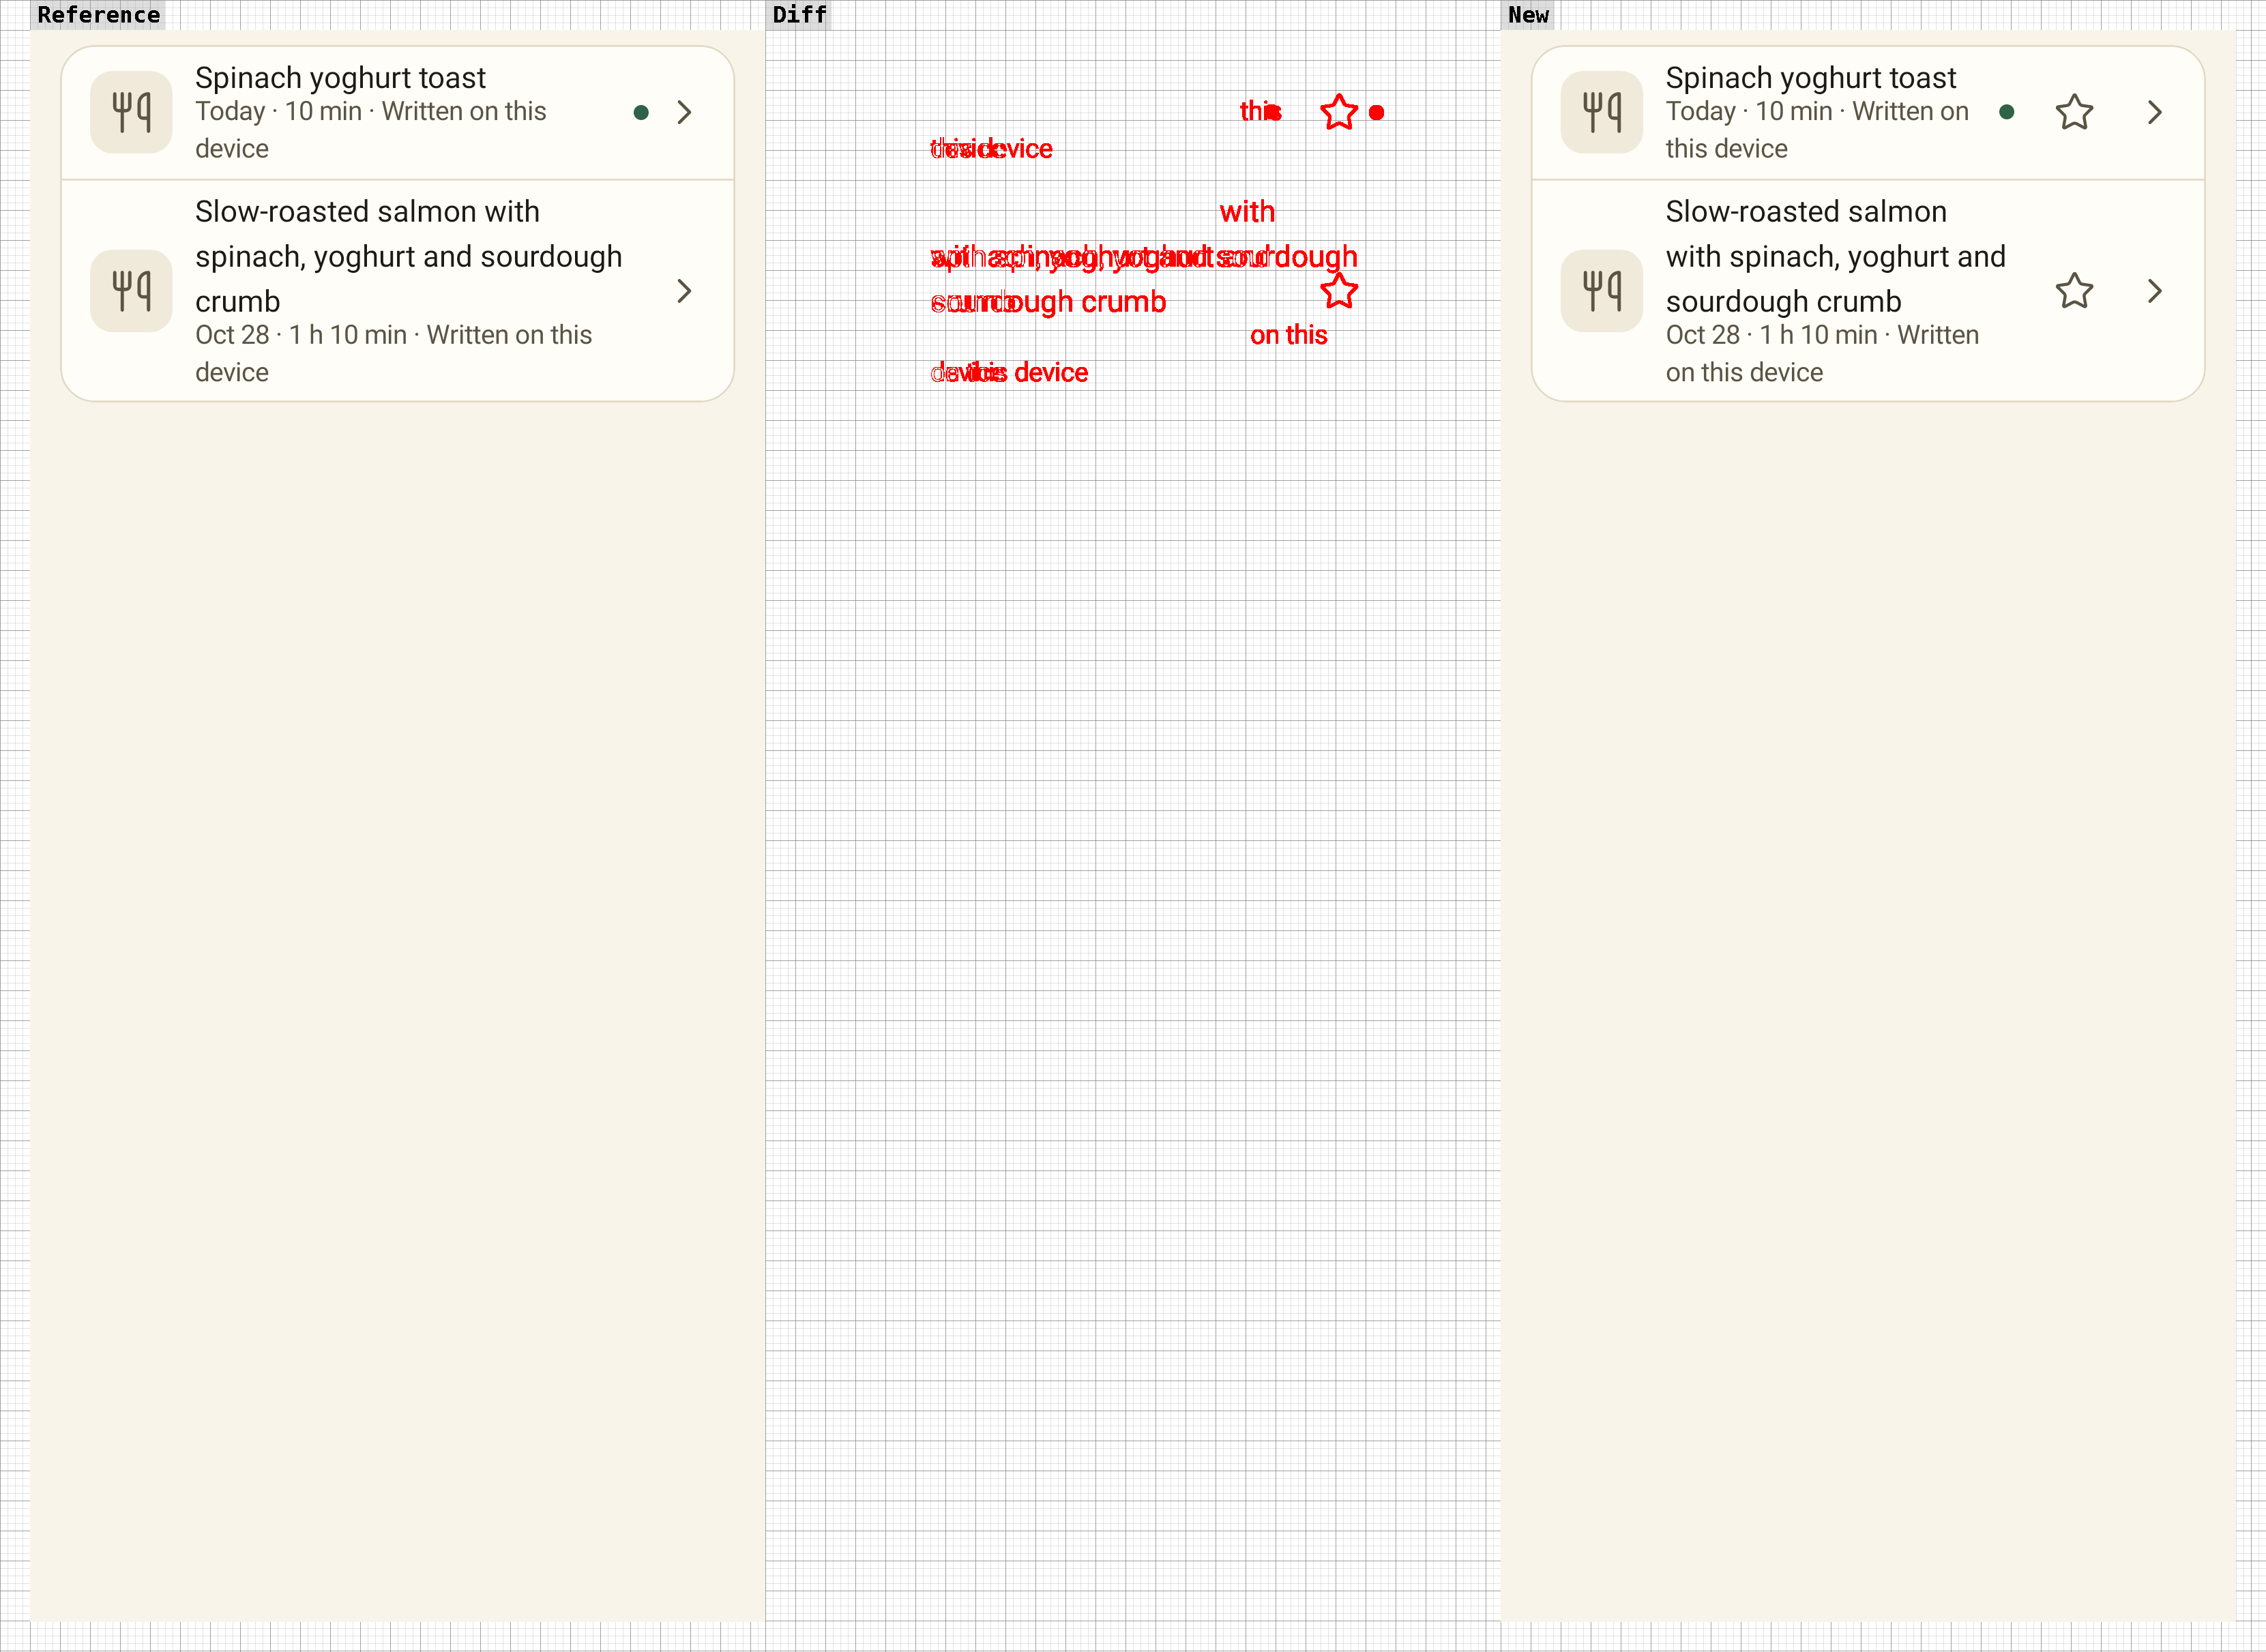 Reference
Spinach yoghurt toast
Today · 10 min · Written on this
device
Slow-roasted salmon with
spinach, yoghurt and sourdough
crumb
Oct 28 · 1 h 10 min · Written on this
device
Diff
this
device
with
sourdough
sourdough crumb
on this
this device
New
Spinach yoghurt toast
Today · 10 min · Written on
this device
Slow-roasted salmon
with spinach, yoghurt and
sourdough crumb
Oct 28 · 1 h 10 min · Written
on this device